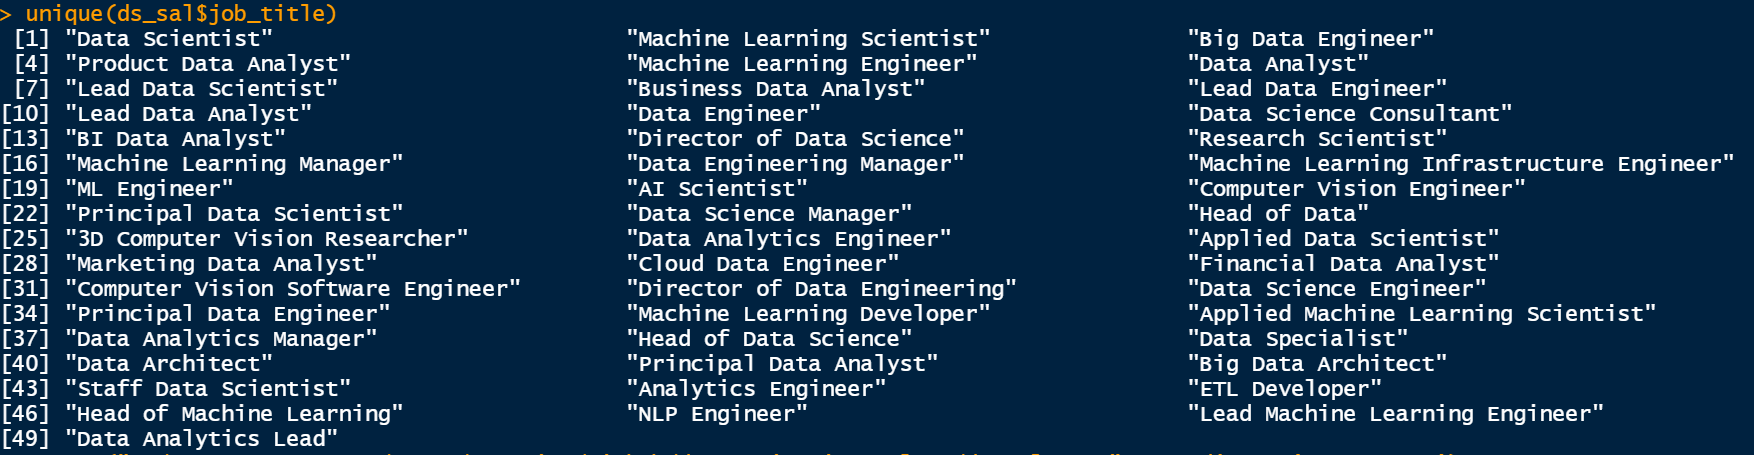 > unique(ds_sal$job_title)
[1] "Data Scientist" "Machine Learning Scientist" "Big Data Engineer"
[4] "Product Data Analyst" "Machine Learning Engineer" "Data Analyst"
[7] "Lead Data Scientist" "Business Data Analyst" "Lead Data Engineer"
[10] "Lead Data Analyst" "Data Engineer" "Data Science Consultant"
[13] "BI Data Analyst" "Director of Data Science" "Research Scientist"
[16] "Machine Learning Manager" "Data Engineering Manager" "Machine Learning Infrastructure Engineer"
[19] "ML Engineer" "AI Scientist" "Computer Vision Engineer"
[22] "Principal Data Scientist" "Data Science Manager" "Head of Data"
[25] "3D Computer Vision Researcher" "Data Analytics Engineer" "Applied Data Scientist"
[28] "Marketing Data Analyst" "Cloud Data Engineer" "Financial Data Analyst"
[31] "Computer Vision Software Engineer" "Director of Data Engineering" "Data Science Engineer"
[34] "Principal Data Engineer" "Machine Learning Developer" "Applied Machine Learning Scientist"
[37] "Data Analytics Manager" "Head of Data Science" "Data Specialist"
[40] "Data Architect" "Principal Data Analyst" "Big Data Architect"
[43] "Staff Data Scientist" "Analytics Engineer" "ETL Developer"
[46] "Head of Machine Learning" "NLP Engineer" "Lead Machine Learning Engineer"
[49] "Data Analytics Lead"